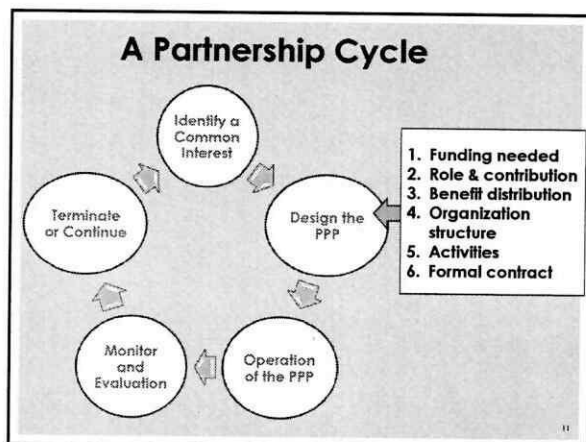 A Partnership Cycle
Identify a
Common
Interest
Design the
PPP
1. Funding needed
2. Role & contribution
3. Benefit distribution
4. Organization
structure
5. Activities
6. Formal contract
Operation
of the PPP
Monitor
and
Evaluation
Terminate
or Continue
11